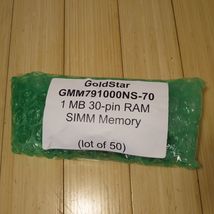 GoldStar
GMM791000NS-70
1 MB 30-pin RAM
SIMM Memory
(lot of 50)